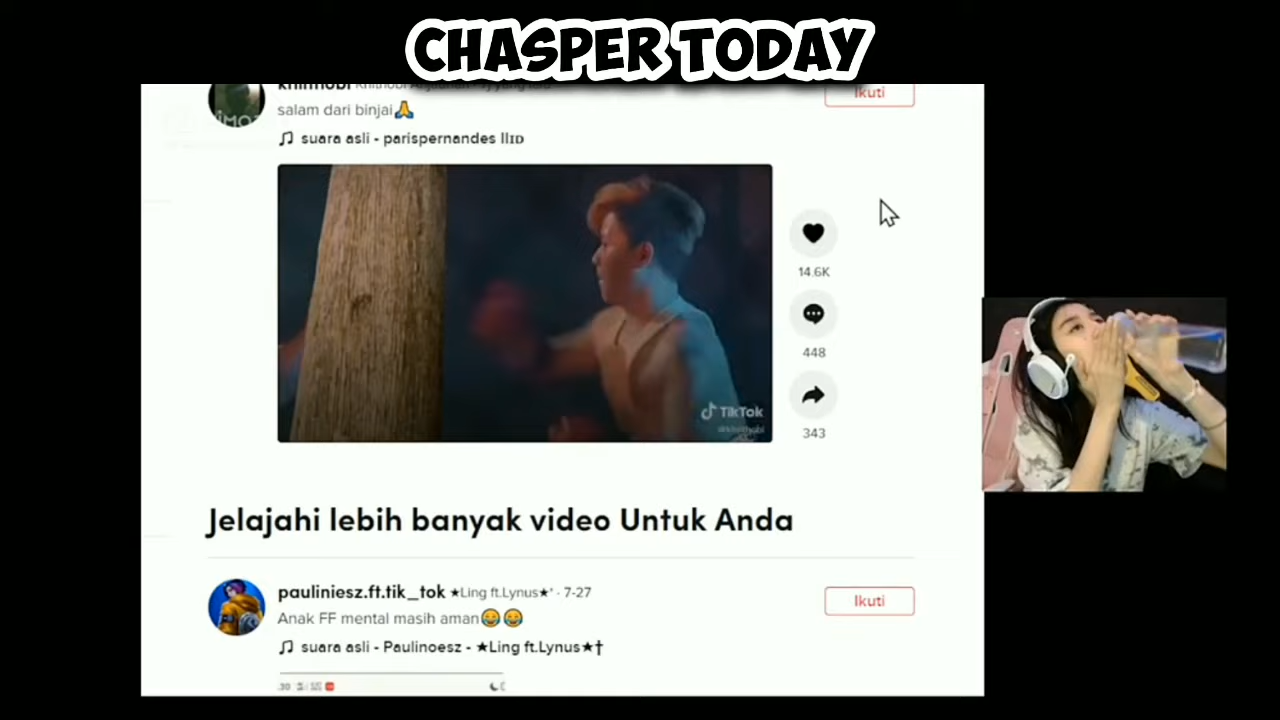 CHASPER TODAY
Ikuti
salam dari binjai🙏
suara asli - parispernandes llɪᴅ
14.6K
448
343
TikTok
Jelajahi lebih banyak video Untuk Anda
pauliniesz.ft.tik_tok ★Ling ft.Lynus★' · 7-27
Ikuti
Anak FF mental masih aman😂😂
suara asli - Paulinoesz - ★Ling ft.Lynus★†